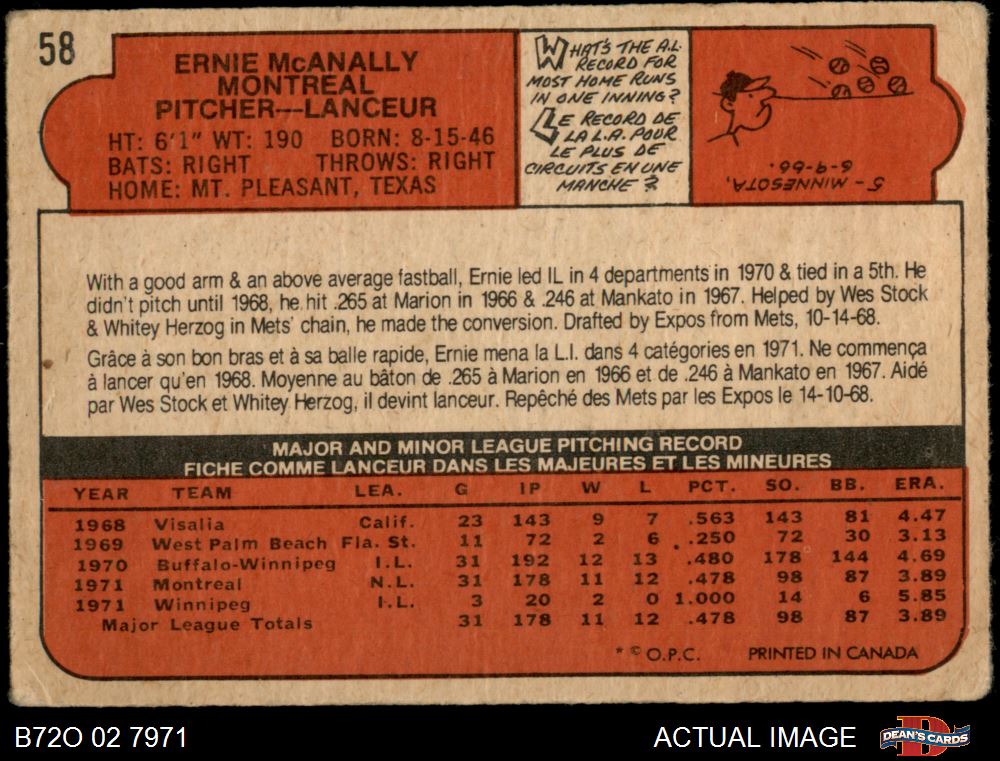 58
ERNIE McANALLY
MONTREAL
PITCHER---LANCEUR
HT: 6'1" WT: 190 BORN: 8-15-46
BATS: RIGHT THROWS: RIGHT
HOME: MT. PLEASANT, TEXAS
WHAT'S THE A.L.
RECORD FOR
MOST HOME RUNS
IN ONE INNING?
LE RECORD DE
LA L.A. POUR
LE PLUS DE
CIRCUITS EN UNE
MANCHE?
5 - MINNESOTA,
6-9-66.
With a good arm & an above average fastball, Ernie led IL in 4 departments in 1970 & tied in a 5th. He
didn't pitch until 1968, he hit .265 at Marion in 1966 & .246 at Mankato in 1967. Helped by Wes Stock
& Whitey Herzog in Mets' chain, he made the conversion. Drafted by Expos from Mets, 10-14-68.
Grâce à son bon bras et à sa balle rapide, Ernie mena la L.I. dans 4 catégories en 1971. Ne commença
à lancer qu'en 1968. Moyenne au bâton de .265 à Marion en 1966 et de .246 à Mankato en 1967. Aidé
par Wes Stock et Whitey Herzog, il devint lanceur. Repêché des Mets par les Expos le 14-10-68.
MAJOR AND MINOR LEAGUE PITCHING RECORD
FICHE COMME LANCEUR DANS LES MAJEURES ET LES MINEURES
YEAR TEAM LEA. G IP W L PCT. SO. BB. ERA.
1968 Visalia Calif. 23 143 9 7 .563 143 81 4.47
1969 West Palm Beach Fla. St. 11 72 2 6 .250 72 30 3.13
1970 Buffalo-Winnipeg I.L. 31 192 12 13 .480 178 144 4.69
1971 Montreal N.L. 31 178 11 12 .478 98 87 3.89
1971 Winnipeg I.L. 3 20 2 0 1.000 14 6 5.85
Major League Totals 31 178 11 12 .478 98 87 3.89
* © O.P.C. PRINTED IN CANADA
B72O 02 7971 ACTUAL IMAGE DEAN'S CARDS